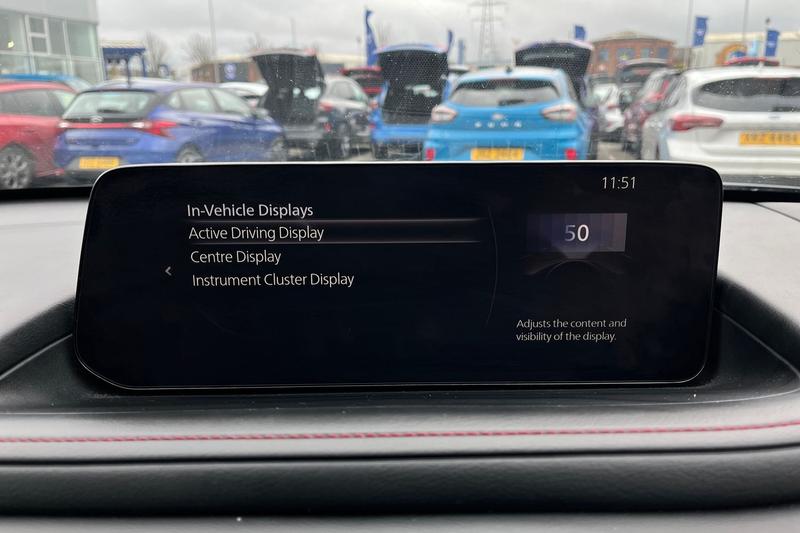 11:51
In-Vehicle Displays
Active Driving Display
Centre Display
Instrument Cluster Display
50
Adjusts the content and
visibility of the display.
PUMA